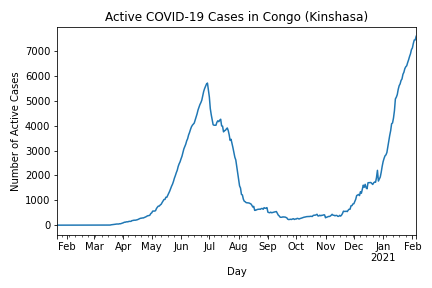 Active COVID-19 Cases in Congo (Kinshasa)
Number of Active Cases
7000
6000
5000
4000
3000
2000
1000
0
Feb Mar Apr May Jun Jul Aug Sep Oct Nov Dec Jan Feb
2021
Day